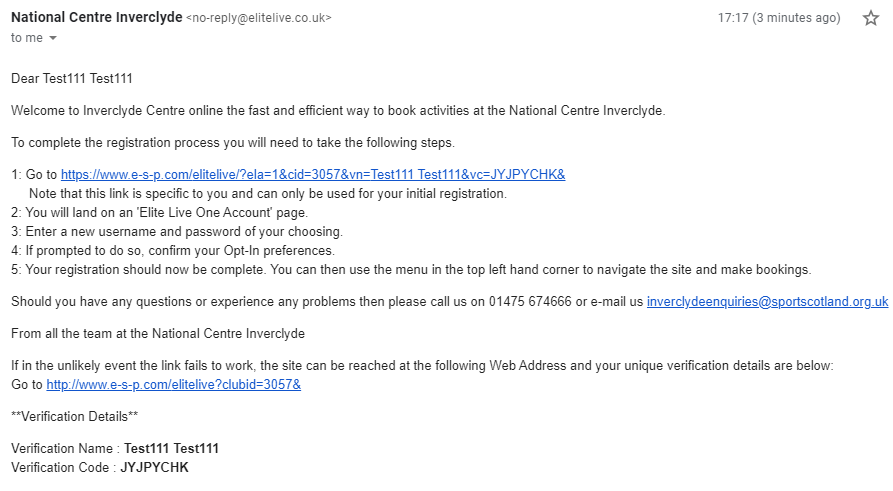 National Centre Inverclyde <no-reply@elitelive.co.uk>
17:17 (3 minutes ago)
to me
Dear Test111 Test111
Welcome to Inverclyde Centre online the fast and efficient way to book activities at the National Centre Inverclyde.
To complete the registration process you will need to take the following steps.
1: Go to https://www.e-s-p.com/elitelive/?ela=1&cid=3057&vn=Test111 Test111&vc=JYJPYCHK&
Note that this link is specific to you and can only be used for your initial registration.
2: You will land on an 'Elite Live One Account' page.
3: Enter a new username and password of your choosing.
4: If prompted to do so, confirm your Opt-In preferences.
5: Your registration should now be complete. You can then use the menu in the top left hand corner to navigate the site and make bookings.
Should you have any questions or experience any problems then please call us on 01475 674666 or e-mail us inverclydeenquiries@sportscotland.org.uk
From all the team at the National Centre Inverclyde
If in the unlikely event the link fails to work, the site can be reached at the following Web Address and your unique verification details are below:
Go to http://www.e-s-p.com/elitelive?clubid=3057&
**Verification Details**
Verification Name : Test111 Test111
Verification Code : JYJPYCHK